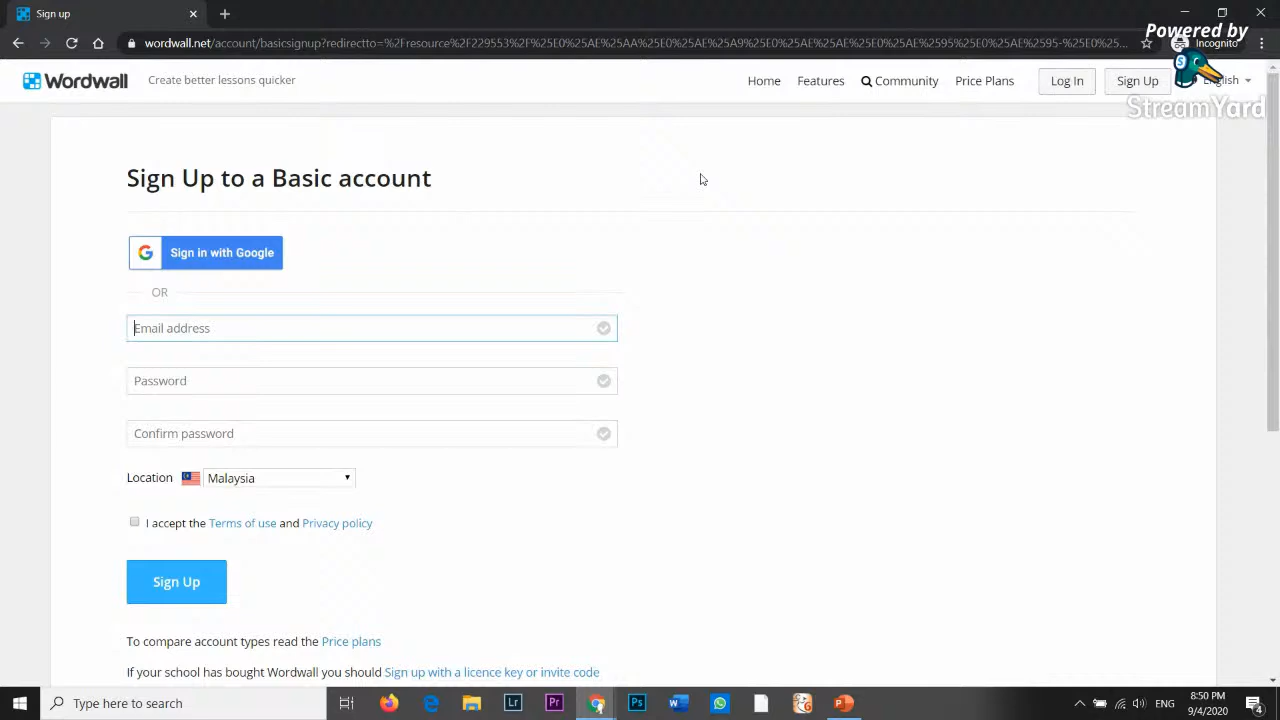 Sign up
wordwall.net/account/basicsignup?redirectto=%2Fresource%2F229553%2F%25E0%25AE%25AA%25E0%25AE%25A9%25E0%25AE%25AE%25E0%25AE%2595%25E0%25AE%2595-%25E0%25...
Incognito
Powered by
StreamYard
Wordwall
Create better lessons quicker
Home
Features
Community
Price Plans
Log In
Sign Up
English
Sign Up to a Basic account
G Sign in with Google
OR
Email address
Password
Confirm password
Location Malaysia
I accept the Terms of use and Privacy policy
Sign Up
To compare account types read the Price plans
If your school has bought Wordwall you should Sign up with a licence key or invite code
Type here to search
Lr
Pr
Ps
ENG
8:50 PM
9/4/2020
4